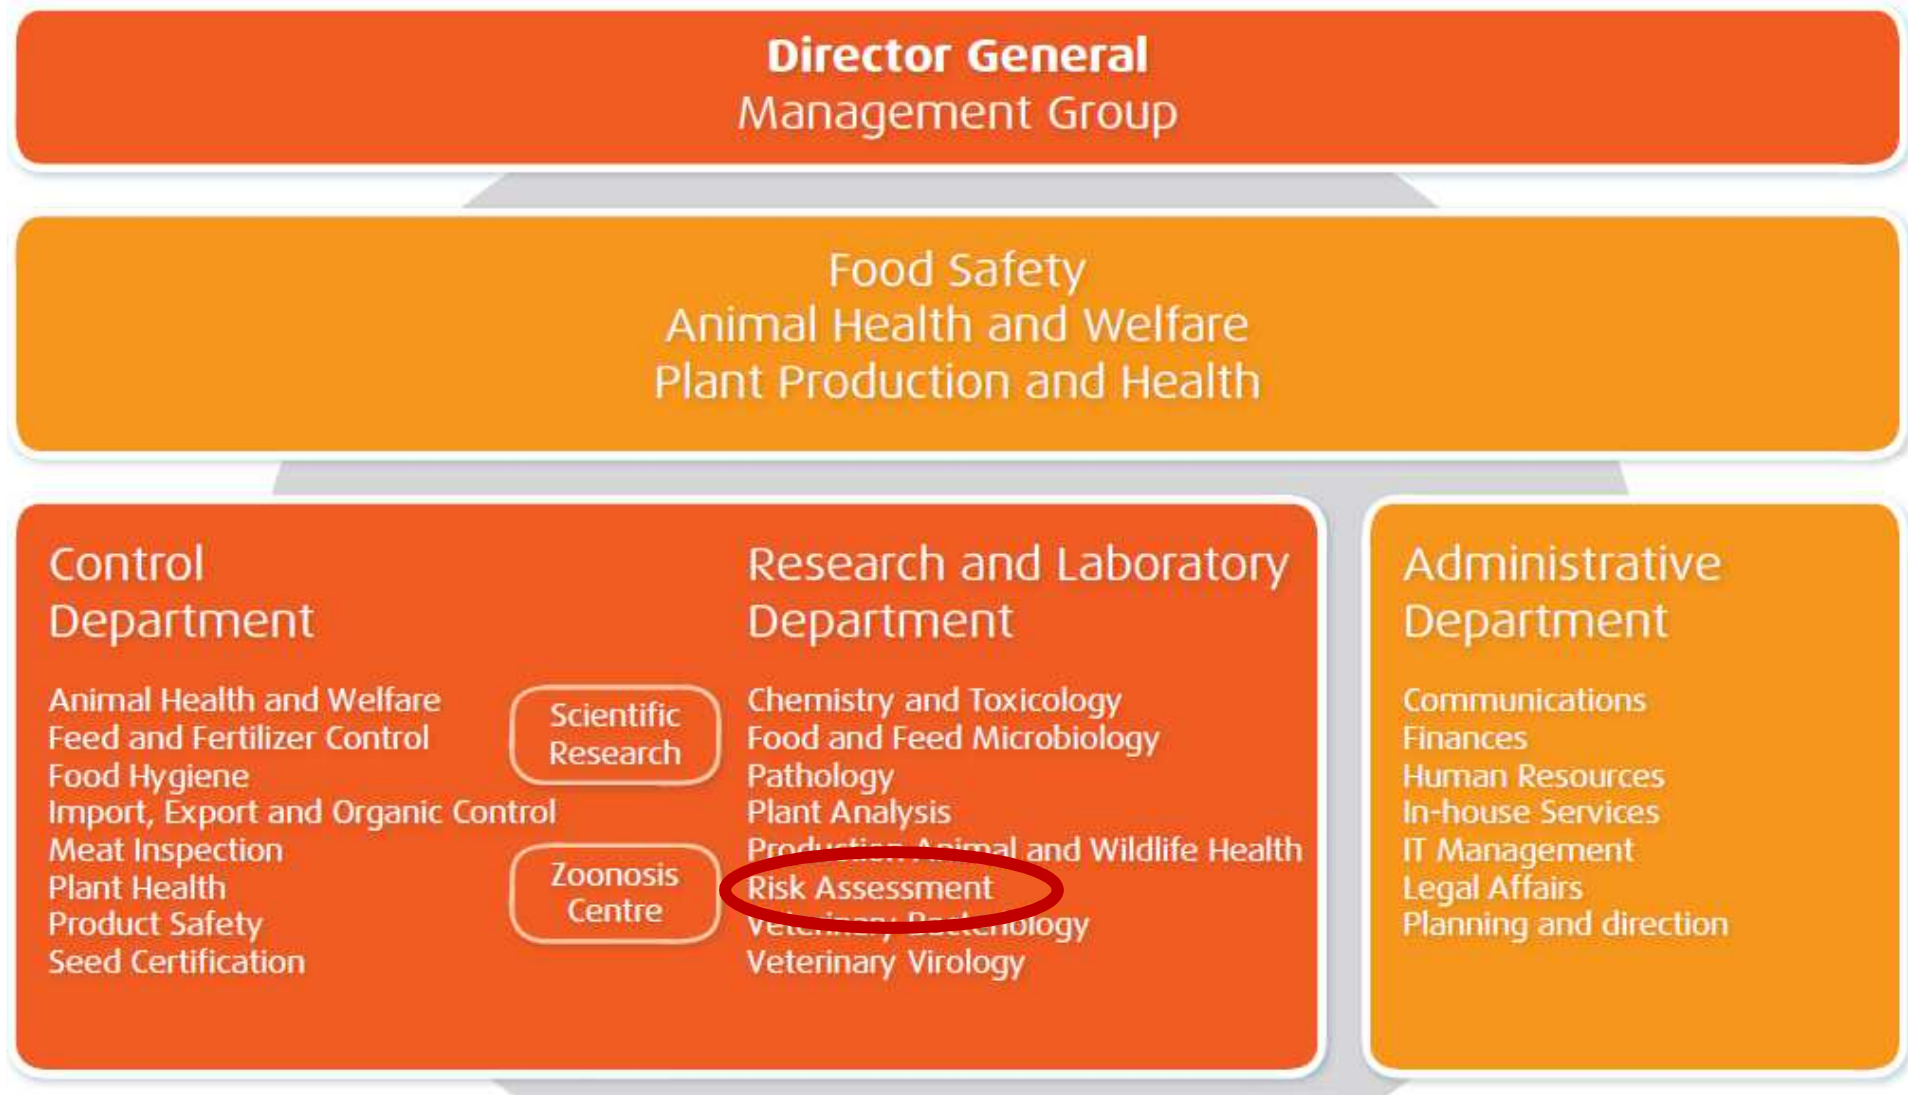 Director General
Management Group
Food Safety
Animal Health and Welfare
Plant Production and Health
Control
Department
Animal Health and Welfare
Feed and Fertilizer Control
Food Hygiene
Import, Export and Organic Control
Meat Inspection
Plant Health
Product Safety
Seed Certification
Scientific
Research
Zoonosis
Centre
Research and Laboratory
Department
Chemistry and Toxicology
Food and Feed Microbiology
Pathology
Plant Analysis
Production Animal and Wildlife Health
Risk Assessment
Veterinary Bacteriology
Veterinary Virology
Administrative
Department
Communications
Finances
Human Resources
In-house Services
IT Management
Legal Affairs
Planning and direction